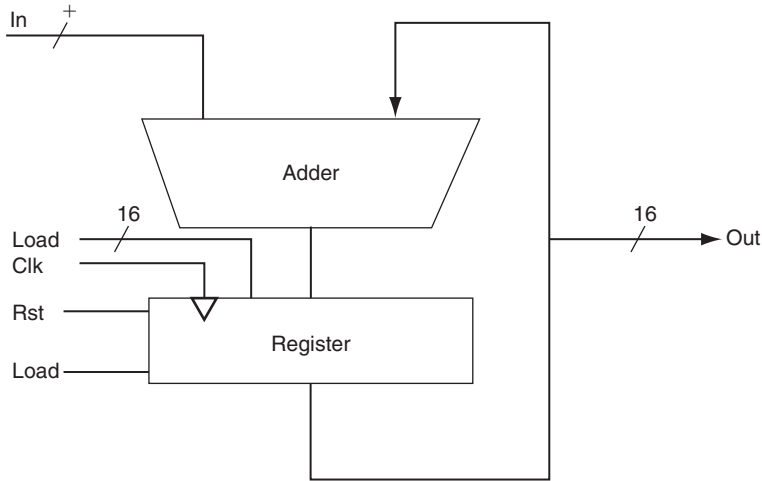 In
+
Adder
16
Load
Clk
16
Out
Rst
Register
Load